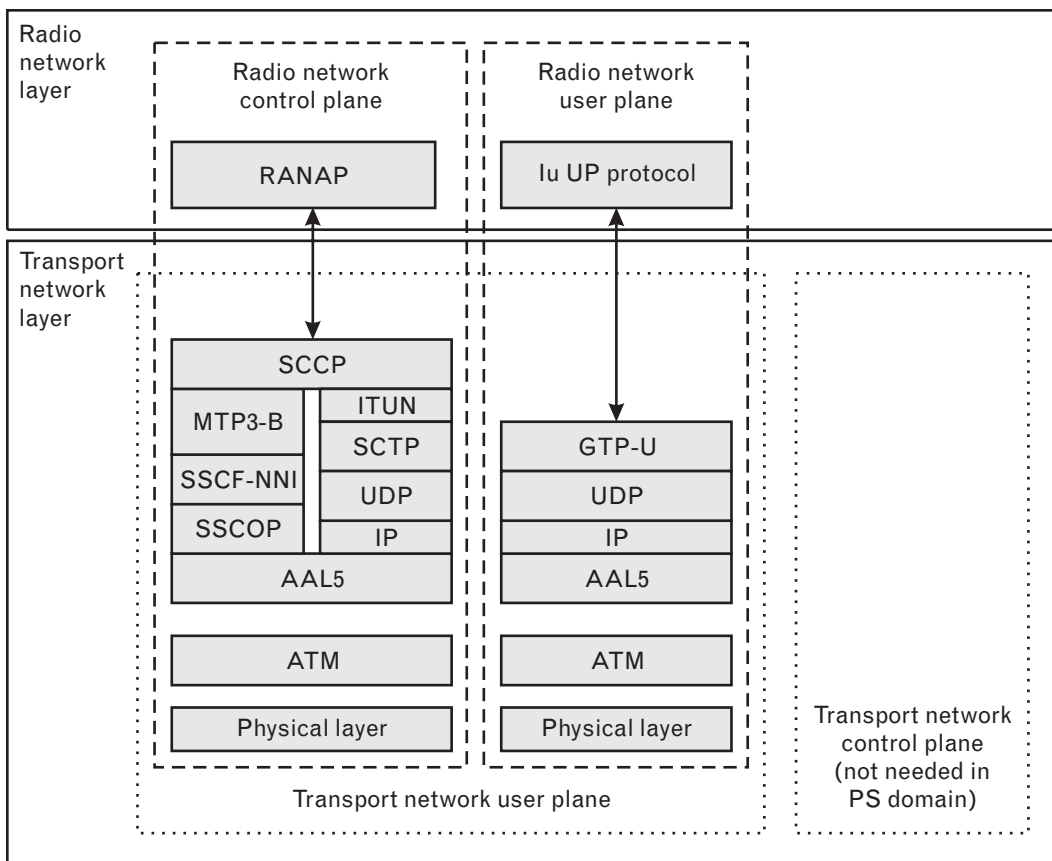 Radio
network
layer
Radio network
control plane
Radio network
user plane
RANAP
Iu UP protocol
Transport
network
layer
SCCP
MTP3-B
SSCF-NNI
SSCOP
ITUN
SCTP
UDP
IP
AAL5
ATM
Physical layer
GTP-U
UDP
IP
AAL5
ATM
Physical layer
Transport network user plane
Transport network
control plane
(not needed in
PS domain)